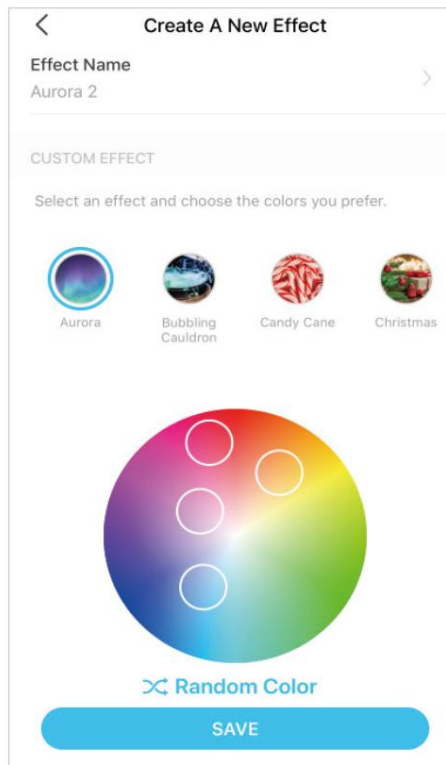 Create A New Effect
Effect Name
Aurora 2
CUSTOM EFFECT
Select an effect and choose the colors you prefer.
Aurora
Bubbling
Cauldron
Candy Cane
Christmas
Random Color
SAVE